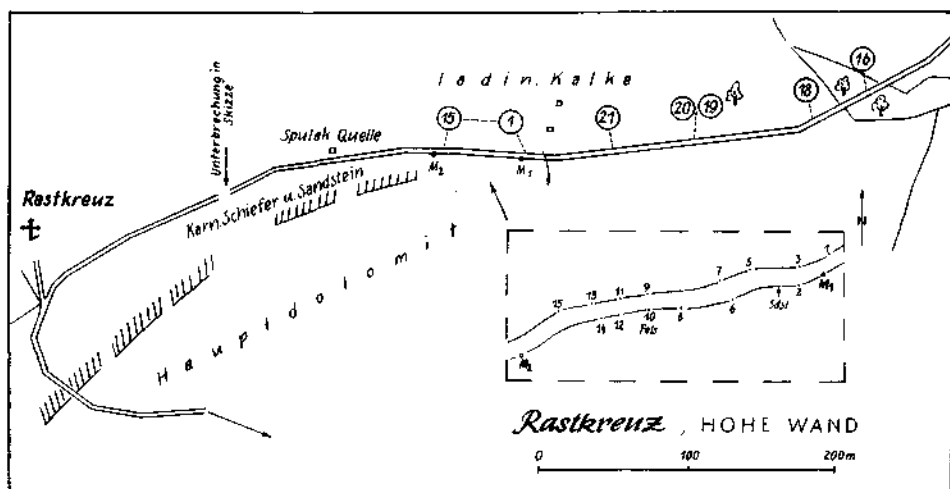 Unterbrechung in
Skizze
ladin. Kalke
16
18
20 19
21
15 1
Spulak Quelle
M₂
M₁
Karn. Schiefer u. Sandstein
Rastkreuz
Hauptdolomit
N
1
3
5
7
9
11
13
15
M₁
2
Sdst
6
8
10
12
14
Fels
M₂
Rastkreuz, HOHE WAND
0 100 200m